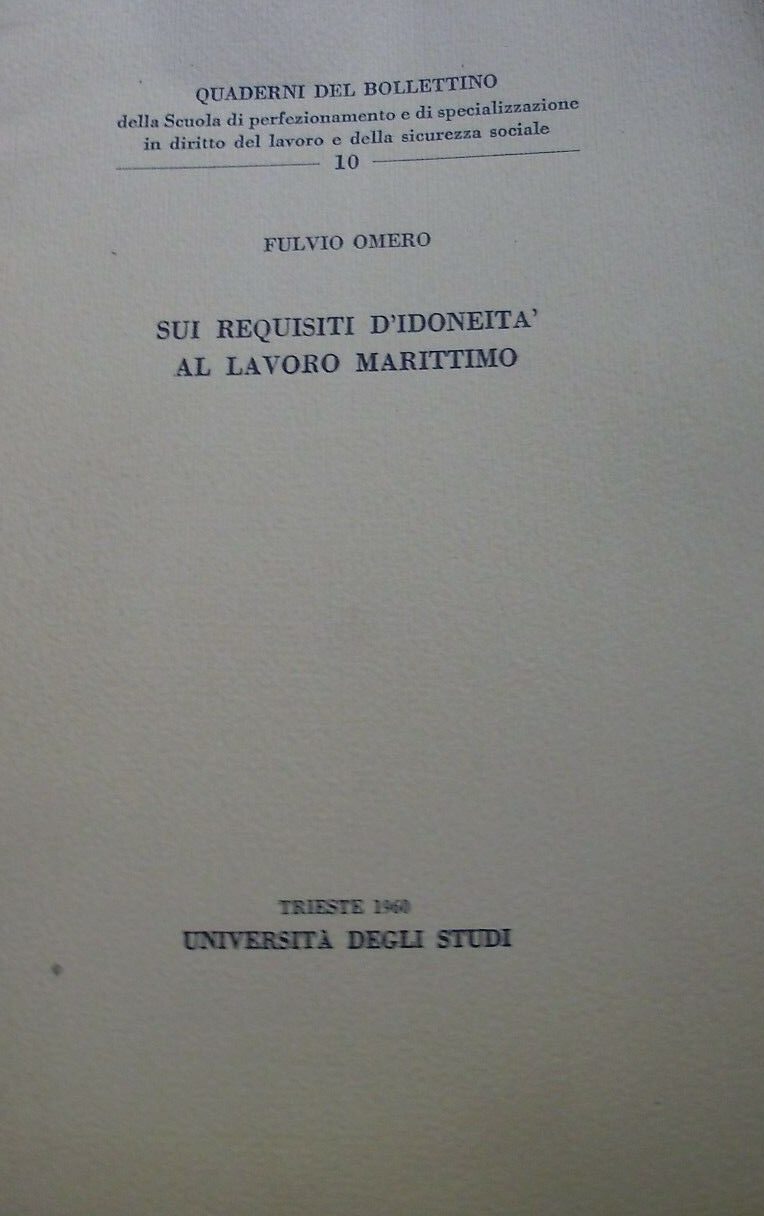 QUADERNI DEL BOLLETTINO
della Scuola di perfezionamento e di specializzazione
in diritto del lavoro e della sicurezza sociale
10
FULVIO OMERO
SUI REQUISITI D'IDONEITA'
AL LAVORO MARITTIMO
TRIESTE 1960
UNIVERSITÀ DEGLI STUDI